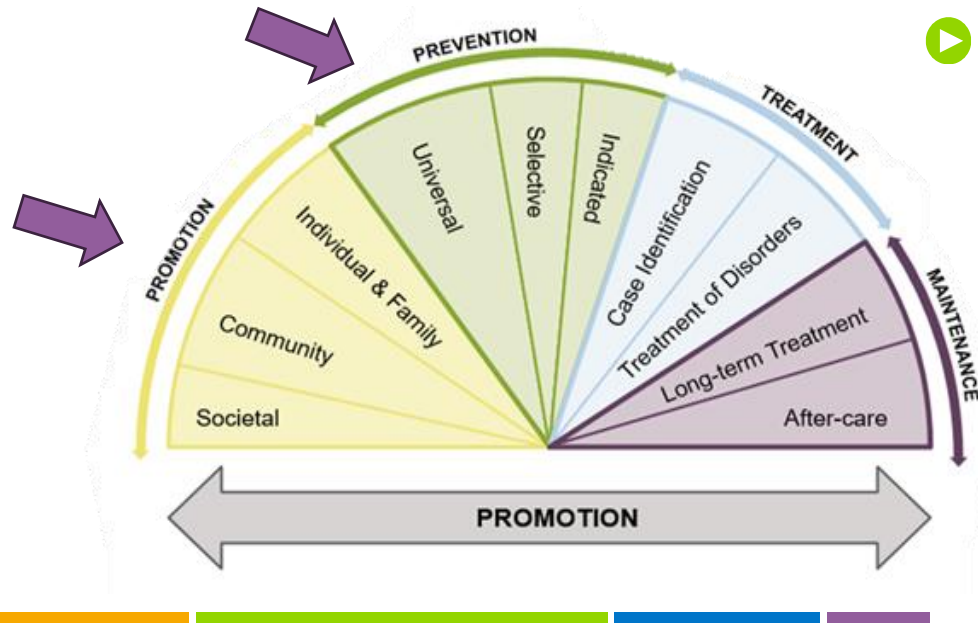 PROMOTION
PREVENTION
TREATMENT
MAINTENANCE
Societal
Community
Individual & Family
Universal
Selective
Indicated
Case Identification
Treatment of Disorders
Long-term Treatment
After-care
PROMOTION